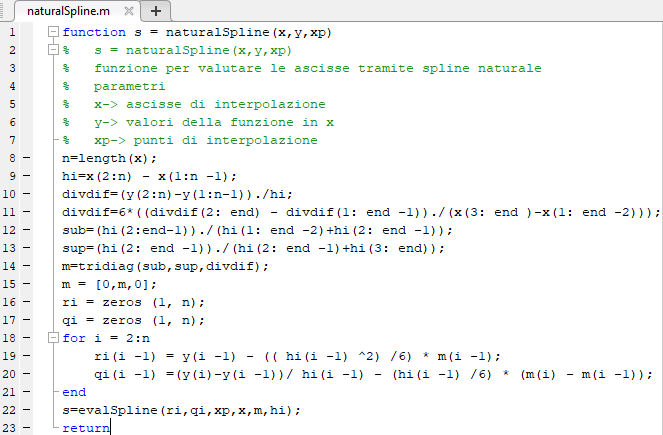 naturalSpline.m
1 function s = naturalSpline(x,y,xp)
2 % s = naturalSpline(x,y,xp)
3 % funzione per valutare le ascisse tramite spline naturale
4 % parametri
5 % x-> ascisse di interpolazione
6 % y-> valori della funzione in x
7 % xp-> punti di interpolazione
8 n=length(x);
9 hi=x(2:n) - x(1:n -1);
10 divdif=(y(2:n)-y(1:n-1))./hi;
11 divdif=6*((divdif(2: end) - divdif(1: end -1))./(x(3: end )-x(1: end -2)));
12 sub=(hi(2:end-1))./(hi(1: end -2)+hi(2: end -1));
13 sup=(hi(2: end -1))./(hi(2: end -1)+hi(3: end));
14 m=tridiag(sub,sup,divdif);
15 m = [0,m,0];
16 ri = zeros (1, n);
17 qi = zeros (1, n);
18 for i = 2:n
19 ri(i -1) = y(i -1) - (( hi(i -1) ^2) /6) * m(i -1);
20 qi(i -1) =(y(i)-y(i -1))/ hi(i -1) - (hi(i -1) /6) * (m(i) - m(i -1));
21 end
22 s=evalSpline(ri,qi,xp,x,m,hi);
23 return